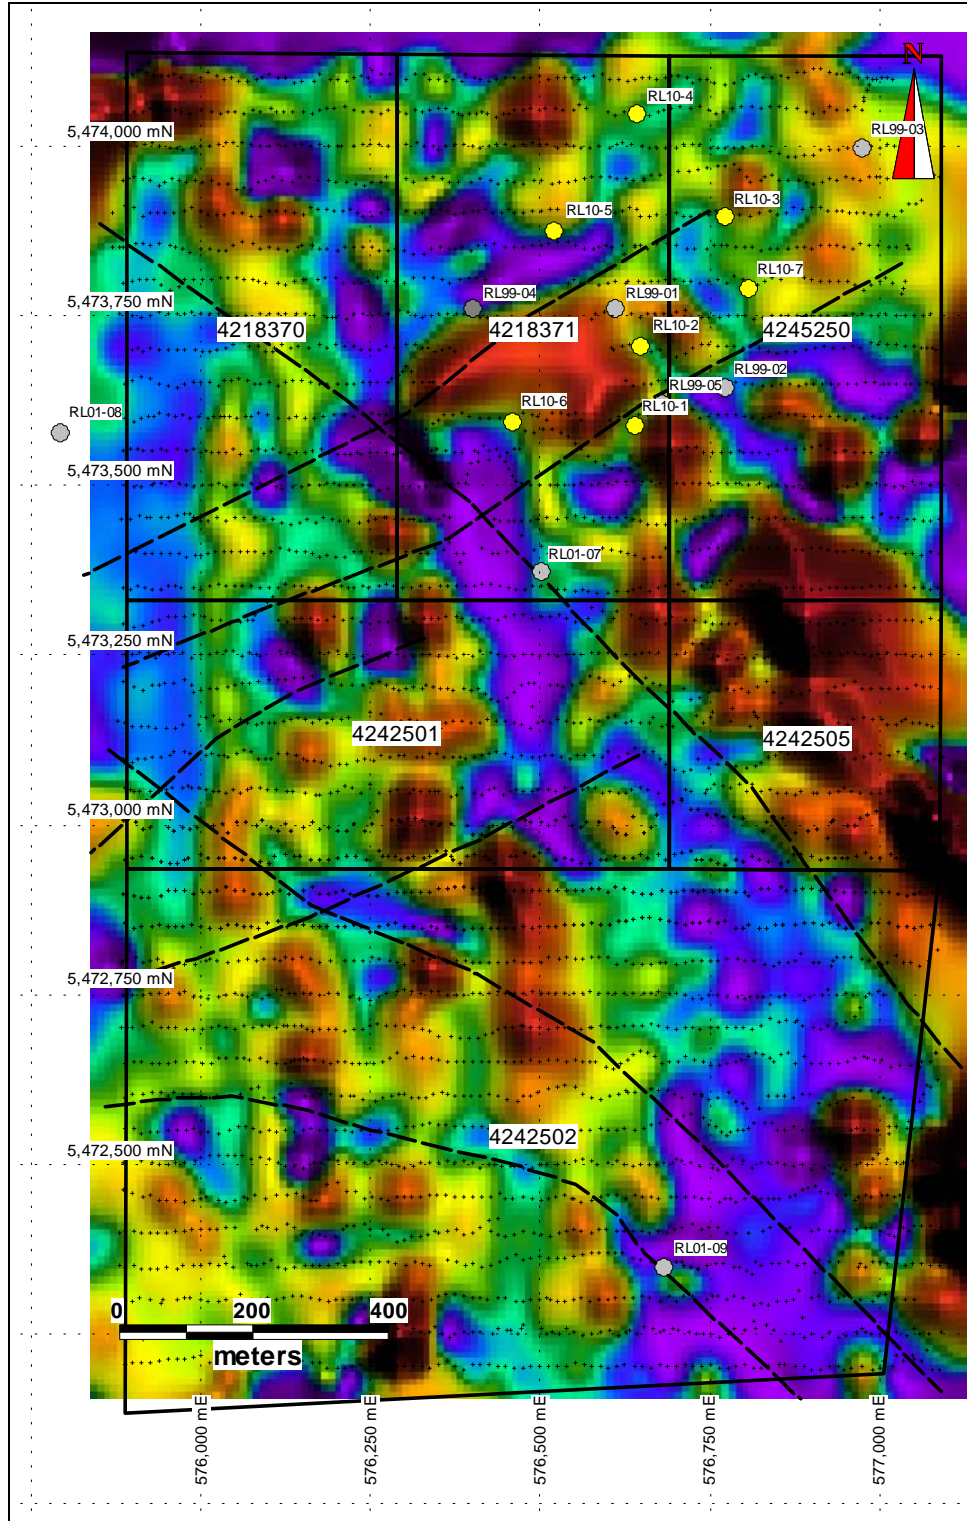 N
RL10-4
5,474,000 mN
RL99-03
RL10-3
RL10-5
RL10-7
RL99-04
RL99-01
5,473,750 mN
4218370
4218371
4245250
RL10-2
RL99-02
RL99-05
RL01-08
RL10-6
RL10-1
5,473,500 mN
RL01-07
5,473,250 mN
4242501
4242505
5,473,000 mN
5,472,750 mN
4242502
5,472,500 mN
RL01-09
0 200 400
meters
576,000 mE
576,250 mE
576,500 mE
576,750 mE
577,000 mE